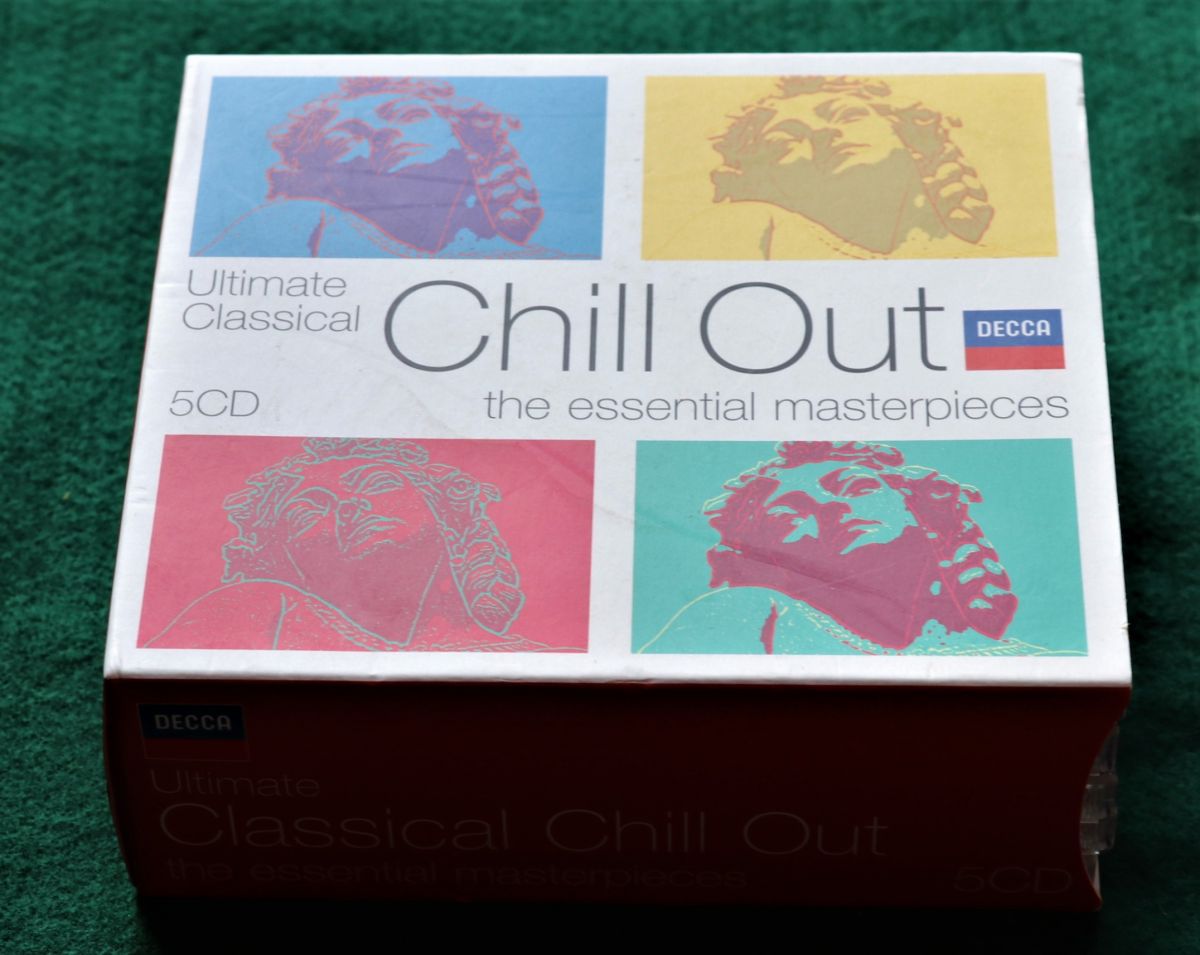 Ultimate
Classical
Chill Out
DECCA
5CD
the essential masterpieces
DECCA
Ultimate
Classical Chill Out
the essential masterpieces
5CD